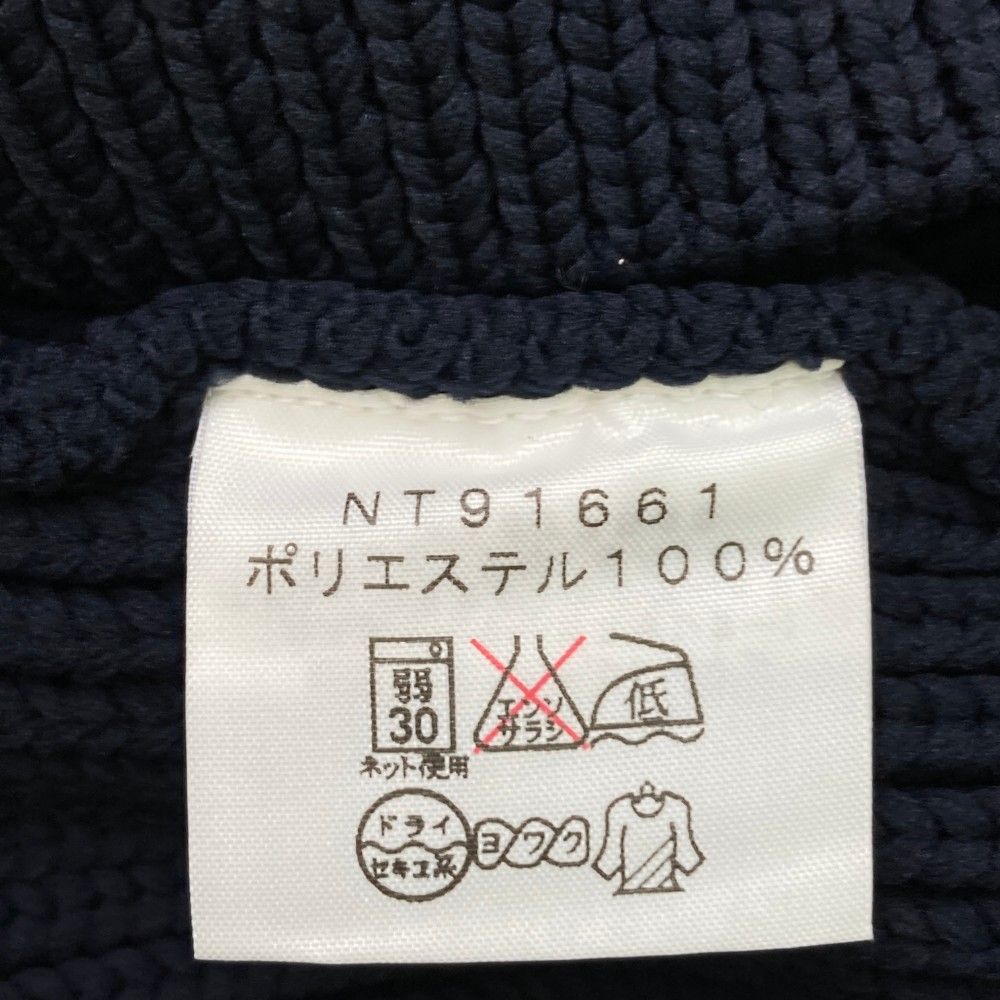 NT91661
ポリエステル100%
弱
30
ネット使用
エンソ
サラシ
低
ドライ
セキユ系
ヨワク